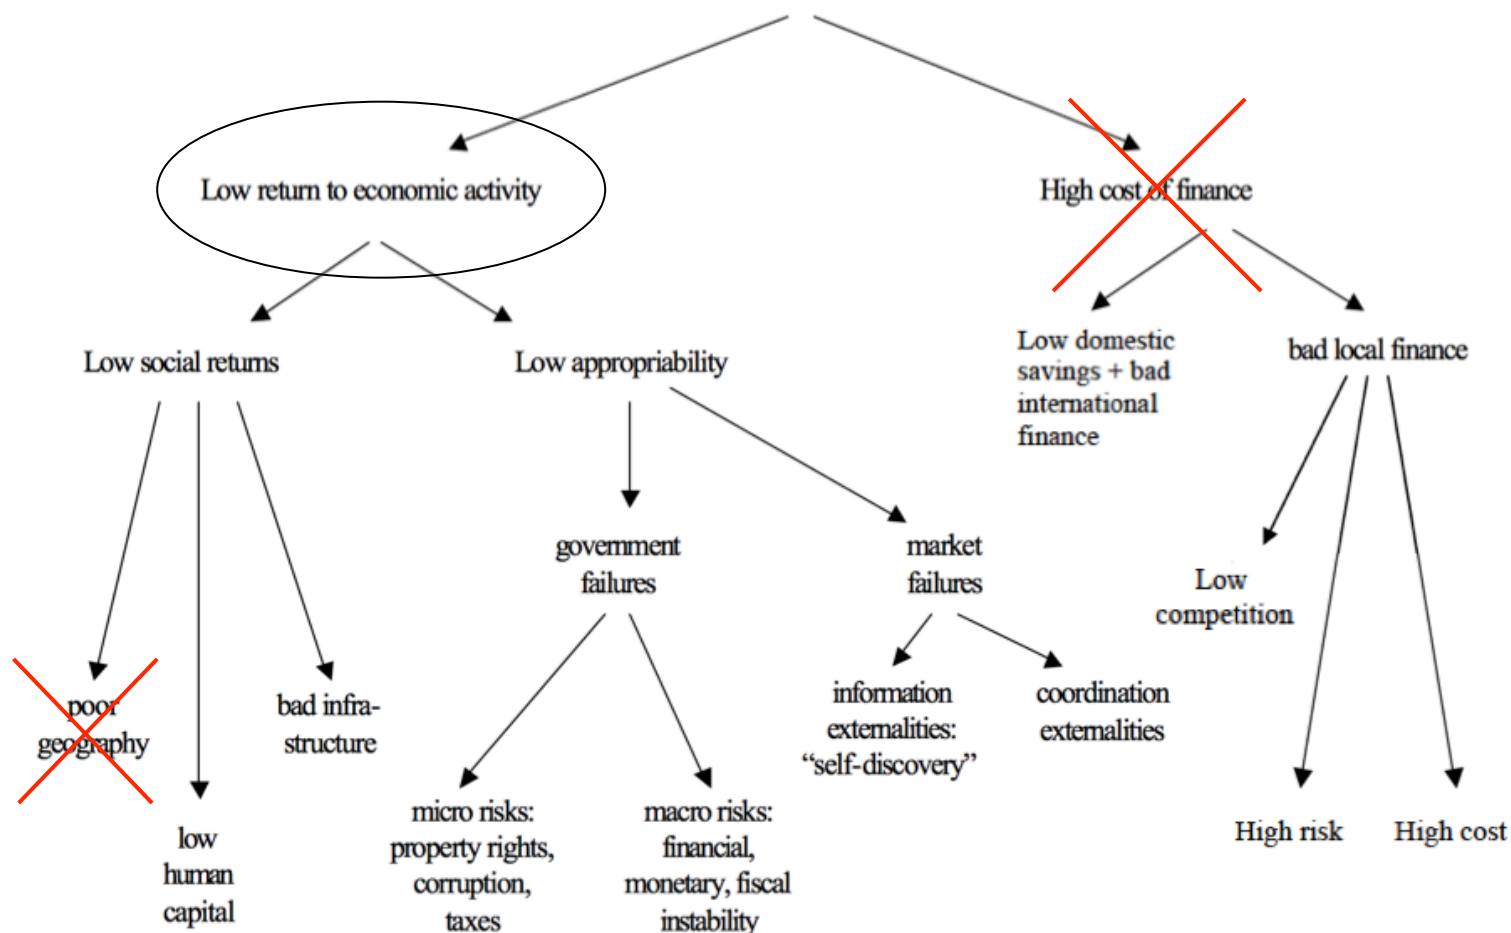 Low return to economic activity
High cost of finance
Low social returns
Low appropriability
Low domestic
savings + bad
international
finance
bad local finance
government
failures
market
failures
Low
competition
poor
geography
low
human
capital
bad infra-
structure
micro risks:
property rights,
corruption,
taxes
macro risks:
financial,
monetary, fiscal
instability
information
externalities:
“self-discovery”
coordination
externalities
High risk
High cost